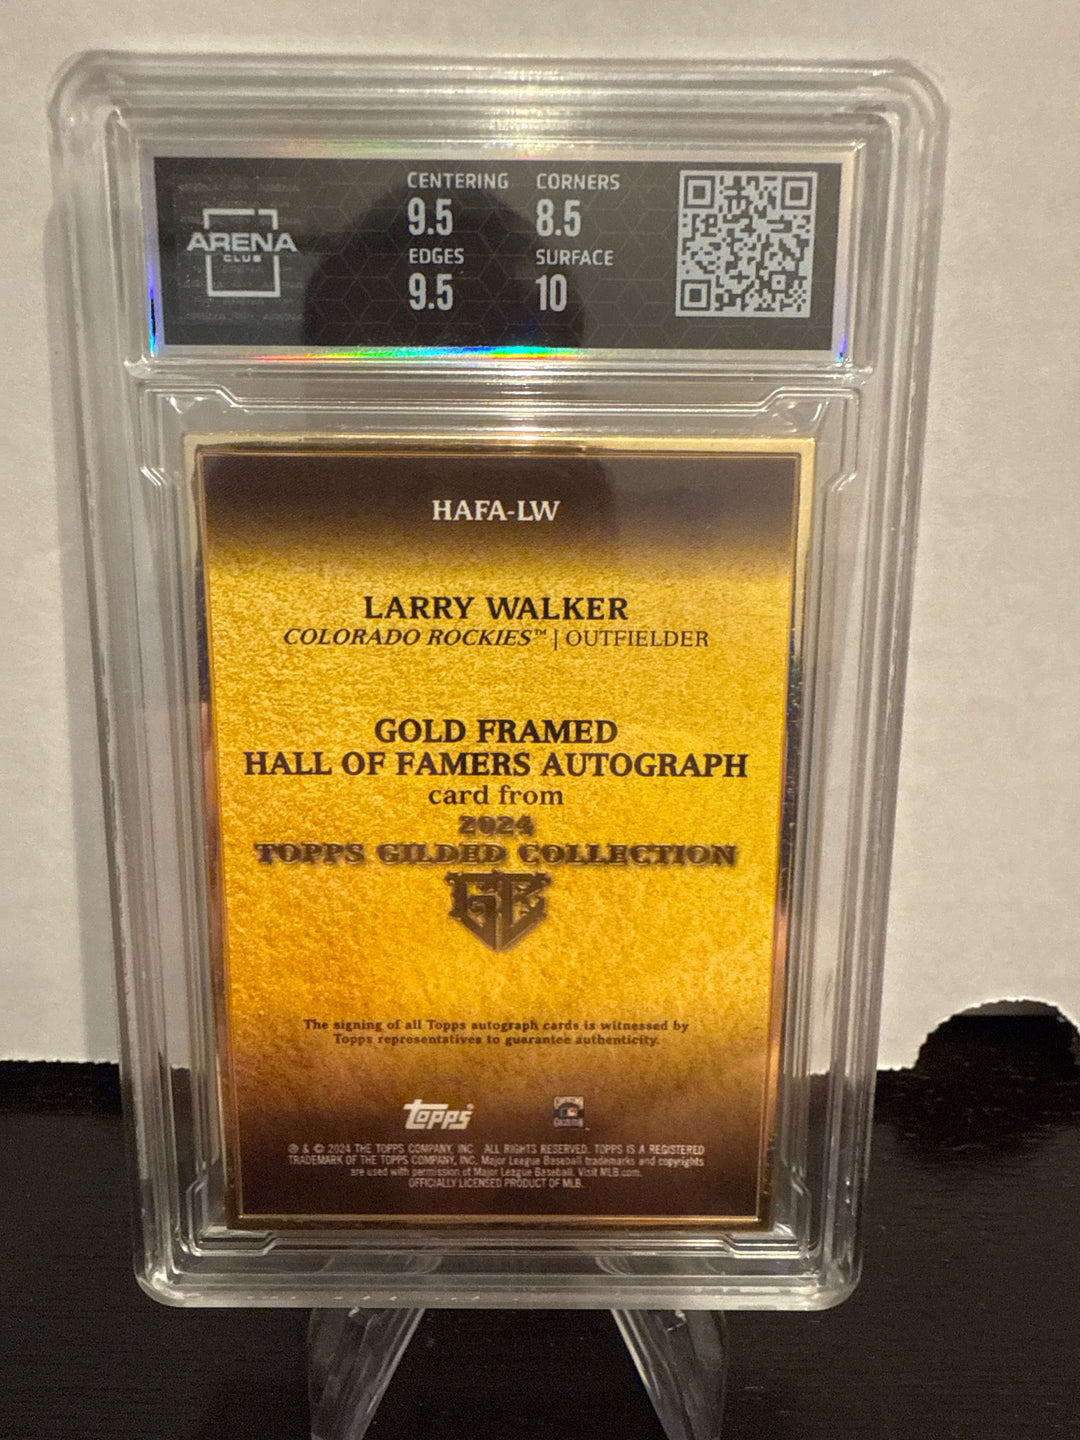 ARENA
CLUB
CENTERING CORNERS
9.5 8.5
EDGES SURFACE
9.5 10
HAFA-LW
LARRY WALKER
COLORADO ROCKIES™ | OUTFIELDER
GOLD FRAMED
HALL OF FAMERS AUTOGRAPH
card from
2024
TOPPS GILDED COLLECTION
GC
The signing of all Topps autograph cards is witnessed by
Topps representatives to guarantee authenticity.
topps®
® & © 2024 THE TOPPS COMPANY, INC. ALL RIGHTS RESERVED. TOPPS IS A REGISTERED
TRADEMARK OF THE TOPPS COMPANY, INC. Major League Baseball trademarks and copyrights
are used with permission of Major League Baseball. Visit MLB.com.
OFFICIALLY LICENSED PRODUCT OF MLB.